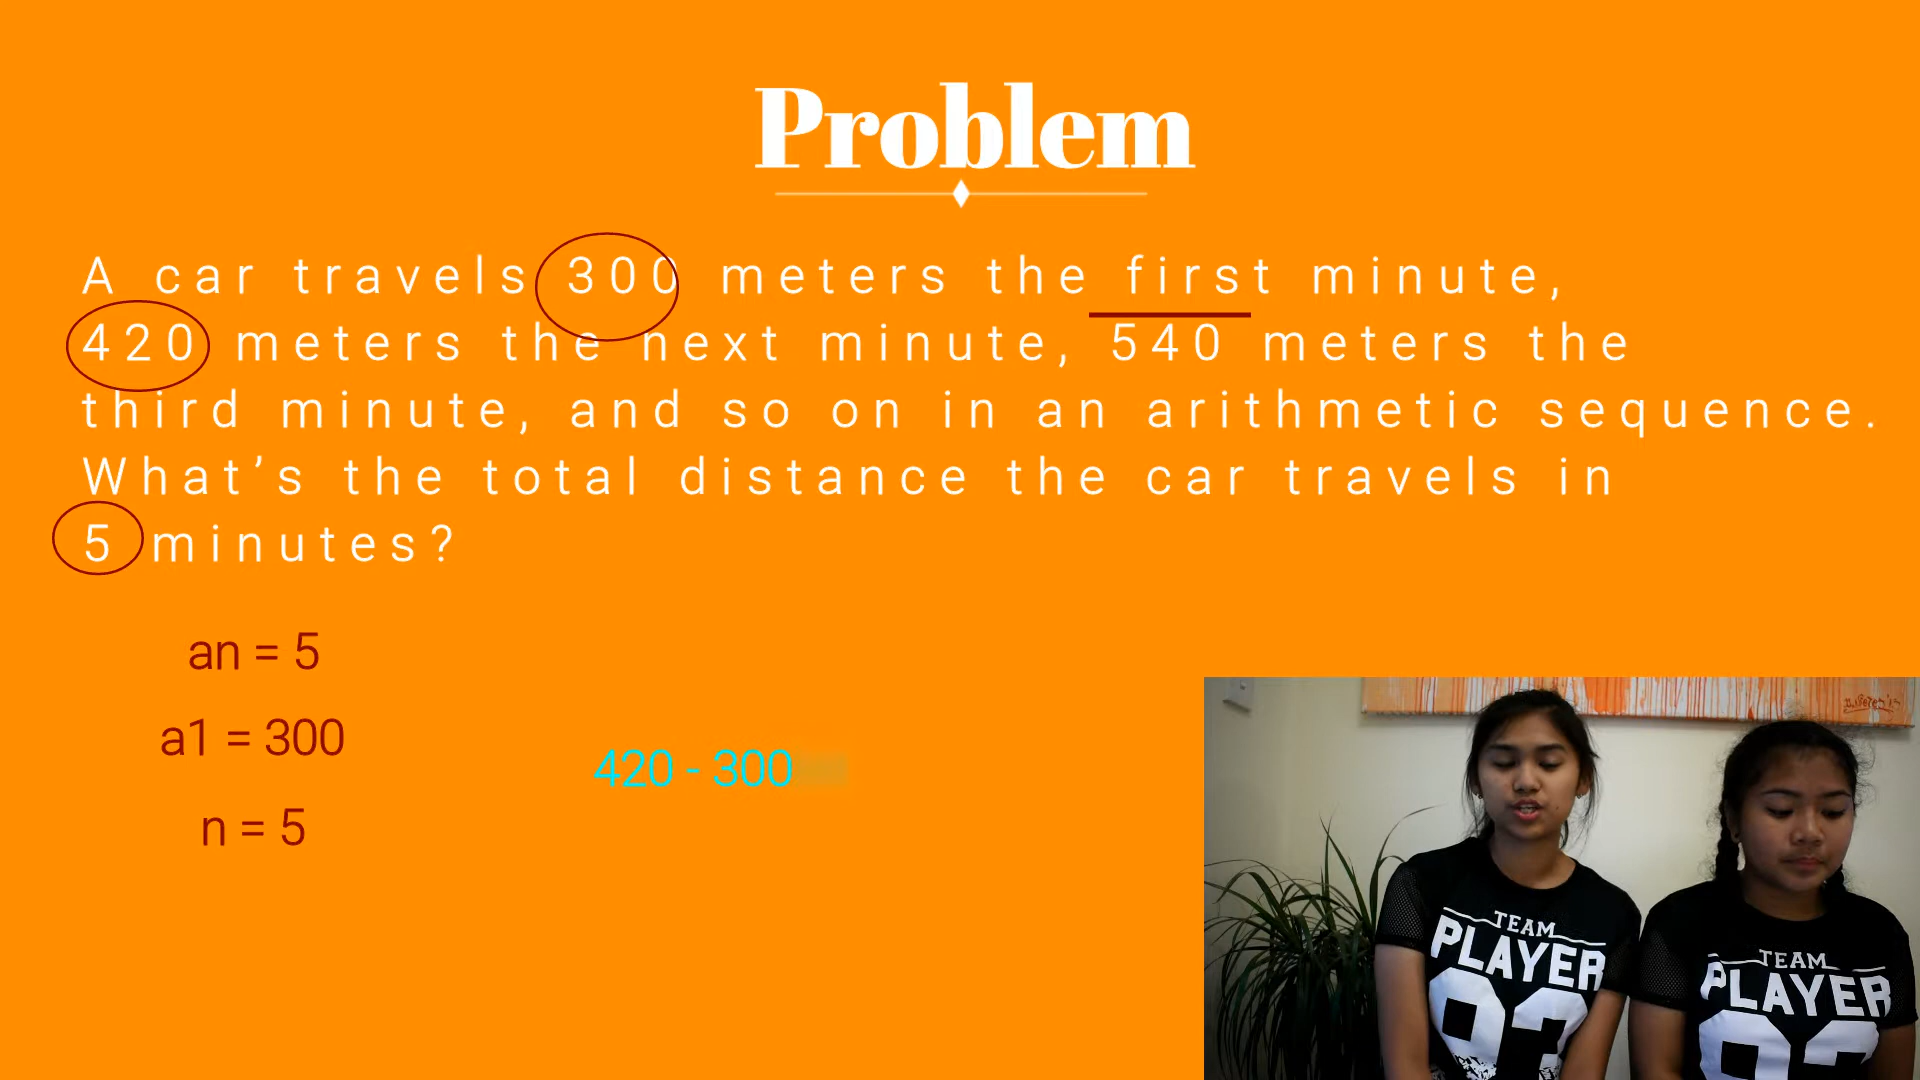 Problem
A car travels 300 meters the first minute,
420 meters the next minute, 540 meters the
third minute, and so on in an arithmetic sequence.
What’s the total distance the car travels in
5 minutes?
an = 5
a1 = 300
n = 5
420 - 300
TEAM
PLAYER
93
TEAM
PLAYER